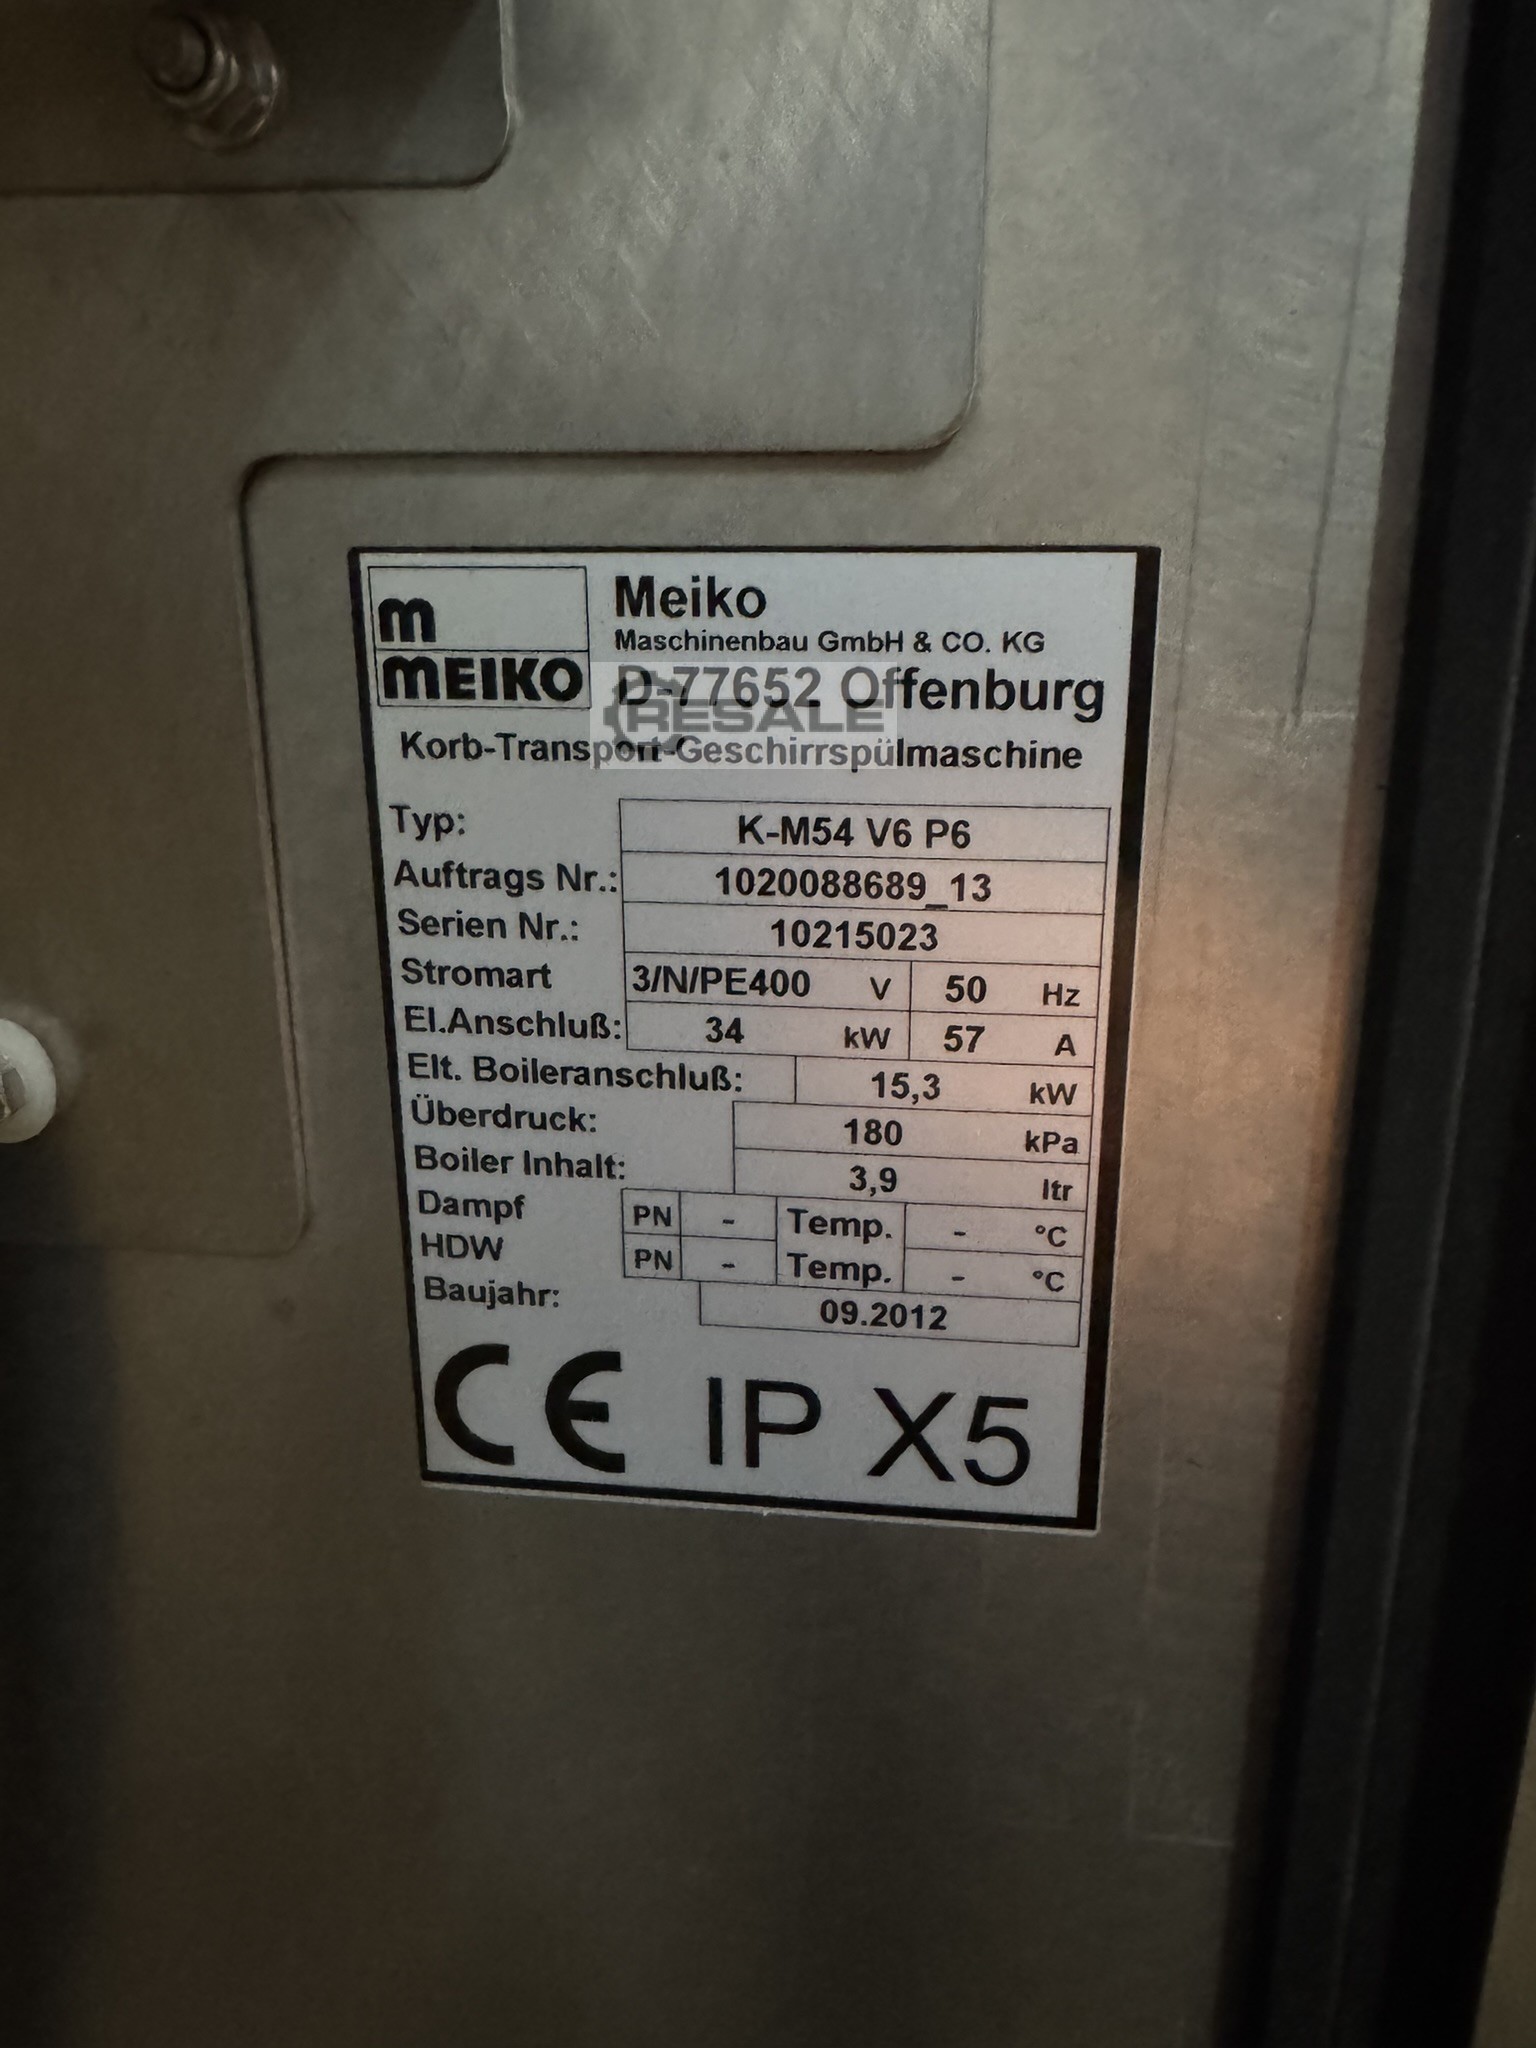 m
MEIKO
Meiko
Maschinenbau GmbH & CO. KG
D-77652 Offenburg
RESALE
Korb-Transport-Geschirrspülmaschine
Typ: K-M54 V6 P6
Auftrags Nr.: 1020088689_13
Serien Nr.: 10215023
Stromart 3/N/PE400 V 50 Hz
El.Anschluß: 34 kW 57 A
Elt. Boileranschluß: 15,3 kW
Überdruck: 180 kPa
Boiler Inhalt: 3,9 ltr
Dampf PN - Temp. - °C
HDW PN - Temp. - °C
Baujahr: 09.2012
CE IP X5